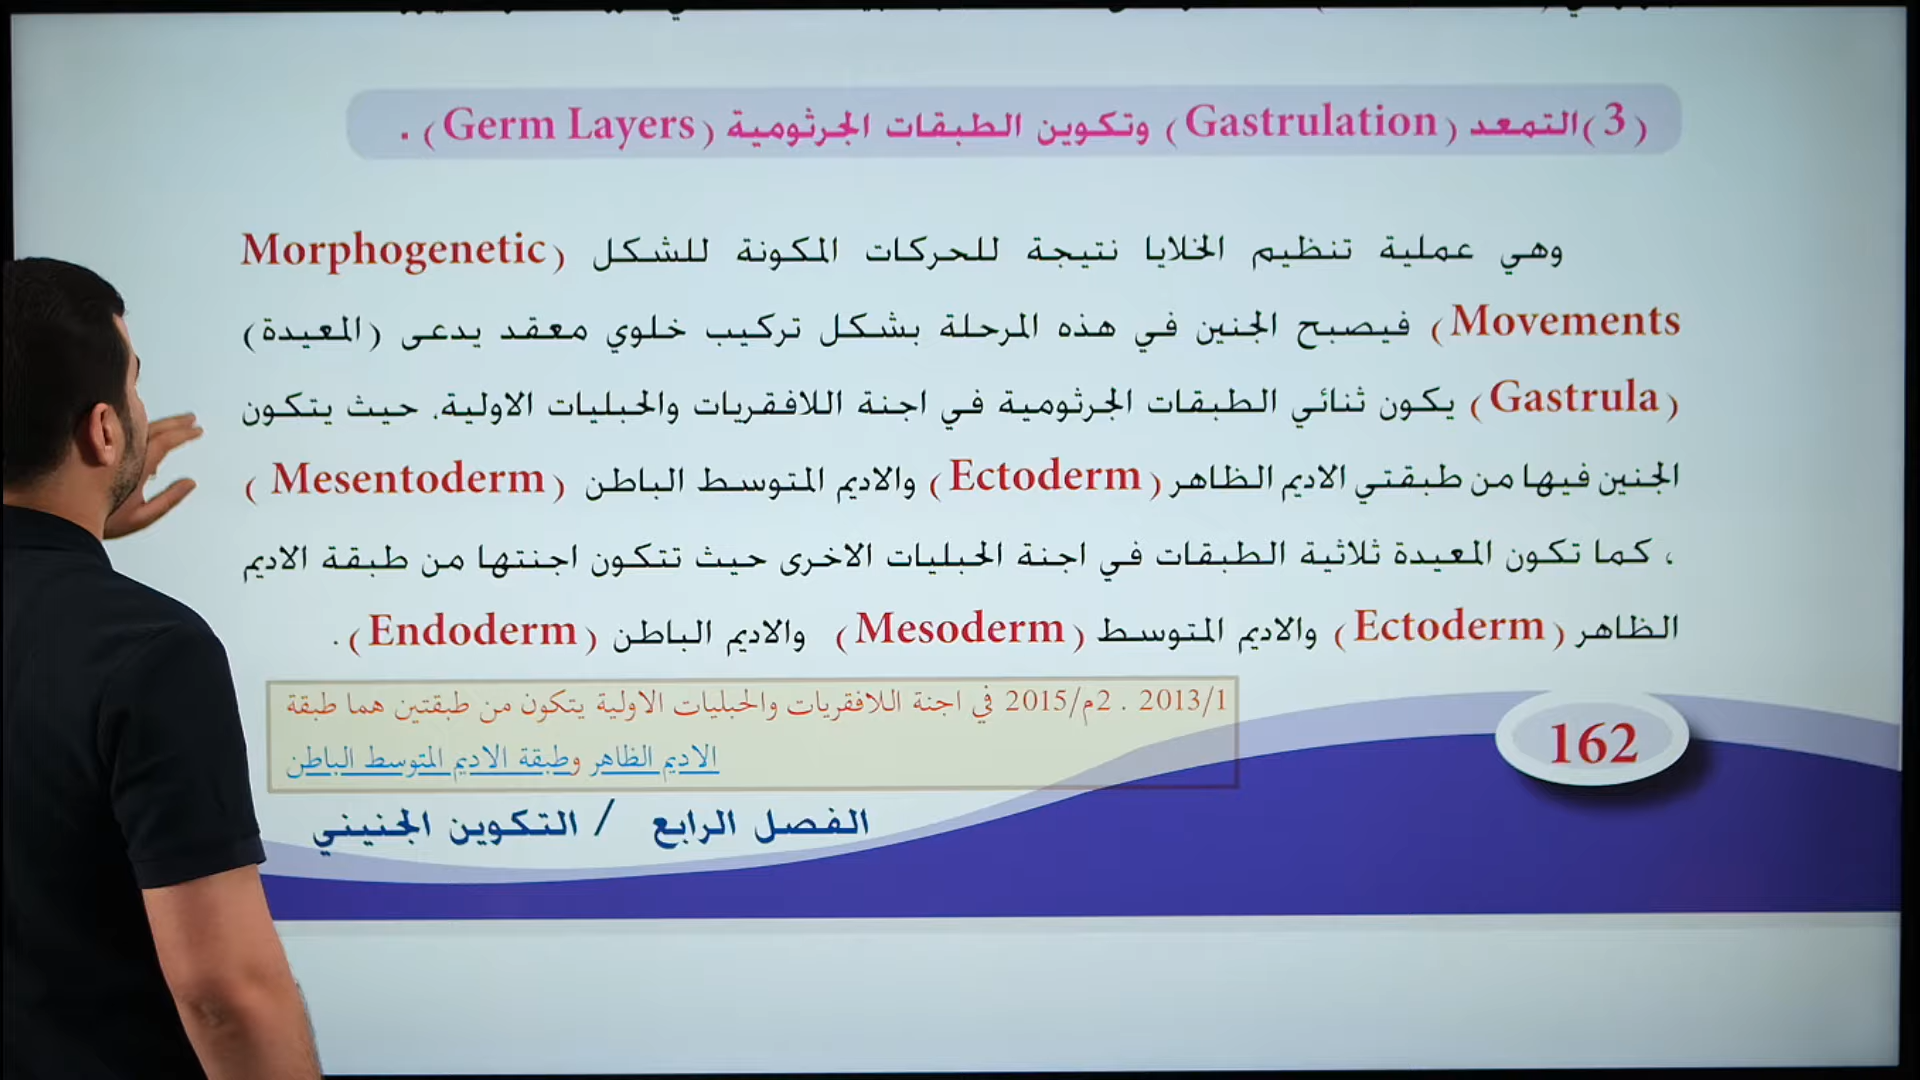 (3)التمعد (Gastrulation) وتكوين الطبقات الجرثومية (Germ Layers) .
وهي عملية تنظيم الخلايا نتيجة للحركات المكونة للشكل (Morphogenetic
Movements) فيصبح الجنين في هذه المرحلة بشكل تركيب خلوي معقد يدعى (المعيدة)
(Gastrula) يكون ثنائي الطبقات الجرثومية في اجنة اللافقريات والحبليات الاولية. حيث يتكون
الجنين فيها من طبقتي الاديم الظاهر (Ectoderm) والاديم المتوسط الباطن (Mesentoderm )
، كما تكون المعيدة ثلاثية الطبقات في اجنة الحبليات الاخرى حيث تتكون اجنتها من طبقة الاديم
الظاهر (Ectoderm) والاديم المتوسط (Mesoderm) والاديم الباطن (Endoderm) .
2013/1 . 2015/م2 في اجنة اللافقريات والحبليات الاولية يتكون من طبقتين هما طبقة
الاديم الظاهر وطبقة الاديم المتوسط الباطن
162
الفصل الرابع / التكوين الجنيني